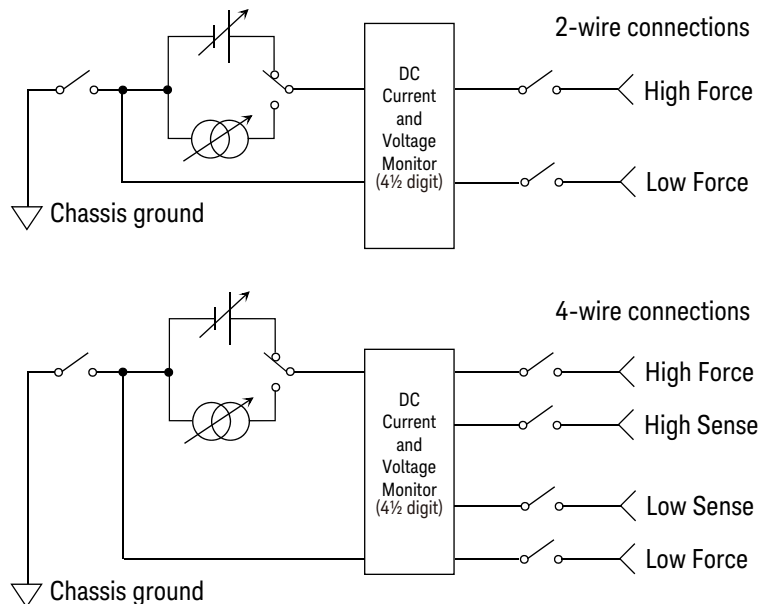 2-wire connections
DC
Current
and
Voltage
Monitor
(4½ digit)
High Force
Low Force
Chassis ground
4-wire connections
DC
Current
and
Voltage
Monitor
(4½ digit)
High Force
High Sense
Low Sense
Low Force
Chassis ground